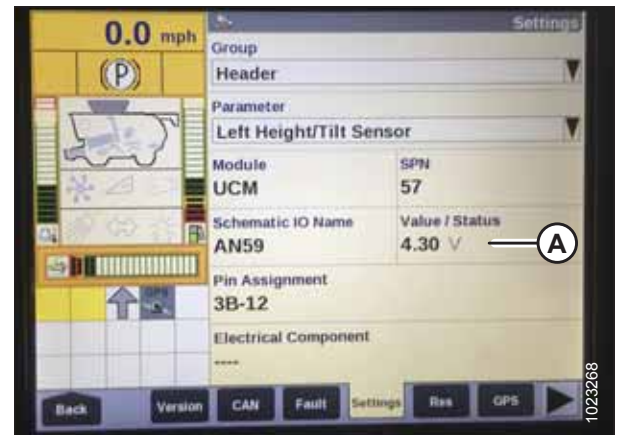 0.0 mph
(P)
Settings
Group
Header
Parameter
Left Height/Tilt Sensor
Module
SPN
UCM
57
Schematic IO Name
Value / Status
AN59
4.30 V
A
Pin Assignment
3B-12
Electrical Component
----
Back
Version
CAN
Fault
Settings
Res
GPS
1023268